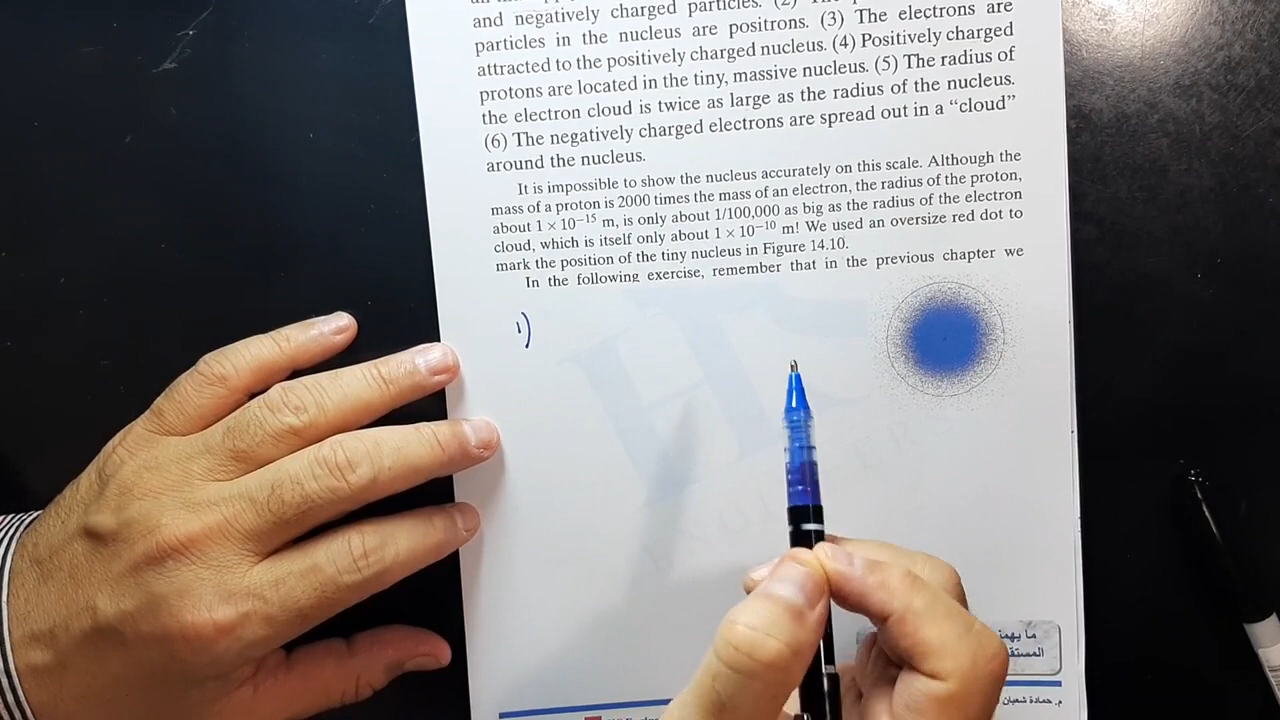 and negatively charged particles. (2)
particles in the nucleus are positrons. (3) The electrons are
attracted to the positively charged nucleus. (4) Positively charged
protons are located in the tiny, massive nucleus. (5) The radius of
the electron cloud is twice as large as the radius of the nucleus.
(6) The negatively charged electrons are spread out in a “cloud”
around the nucleus.
It is impossible to show the nucleus accurately on this scale. Although the
mass of a proton is 2000 times the mass of an electron, the radius of the proton,
about 1 × 10⁻¹⁵ m, is only about 1/100,000 as big as the radius of the electron
cloud, which is itself only about 1 × 10⁻¹⁰ m! We used an oversize red dot to
mark the position of the tiny nucleus in Figure 14.10.
In the following exercise, remember that in the previous chapter we
1)
م. حمادة شعبان